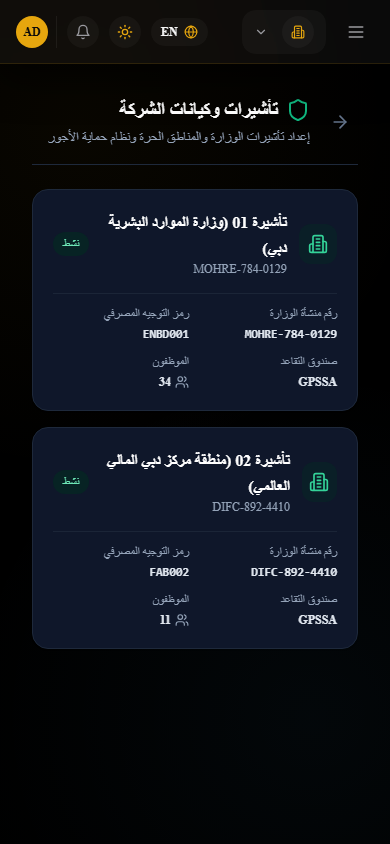 AD
EN
تأشيرات وكيانات الشركة
إعداد تأشيرات الوزارة والمناطق الحرة ونظام حماية الأجور
تأشيرة 01 (وزارة الموارد البشرية
دبي)
MOHRE-784-0129
نشط
رقم منشأة الوزارة
رمز التوجيه المصرفي
MOHRE-784-0129
ENBD001
صندوق التقاعد
الموظفون
GPSSA
34
تأشيرة 02 (منطقة مركز دبي المالي
العالمي)
DIFC-892-4410
نشط
رقم منشأة الوزارة
رمز التوجيه المصرفي
DIFC-892-4410
FAB002
صندوق التقاعد
الموظفون
GPSSA
11